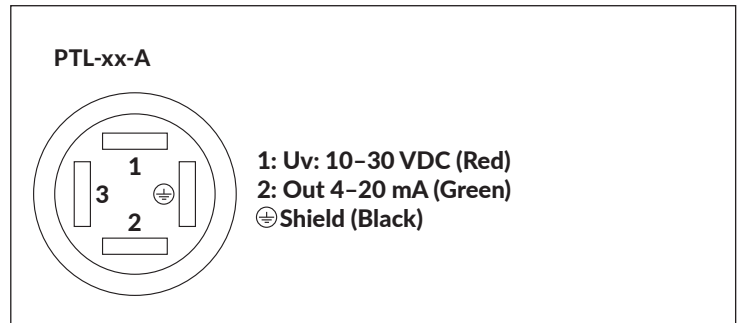 PTL-xx-A
1
3
2
1: Uv: 10–30 VDC (Red)
2: Out 4–20 mA (Green)
⏚ Shield (Black)